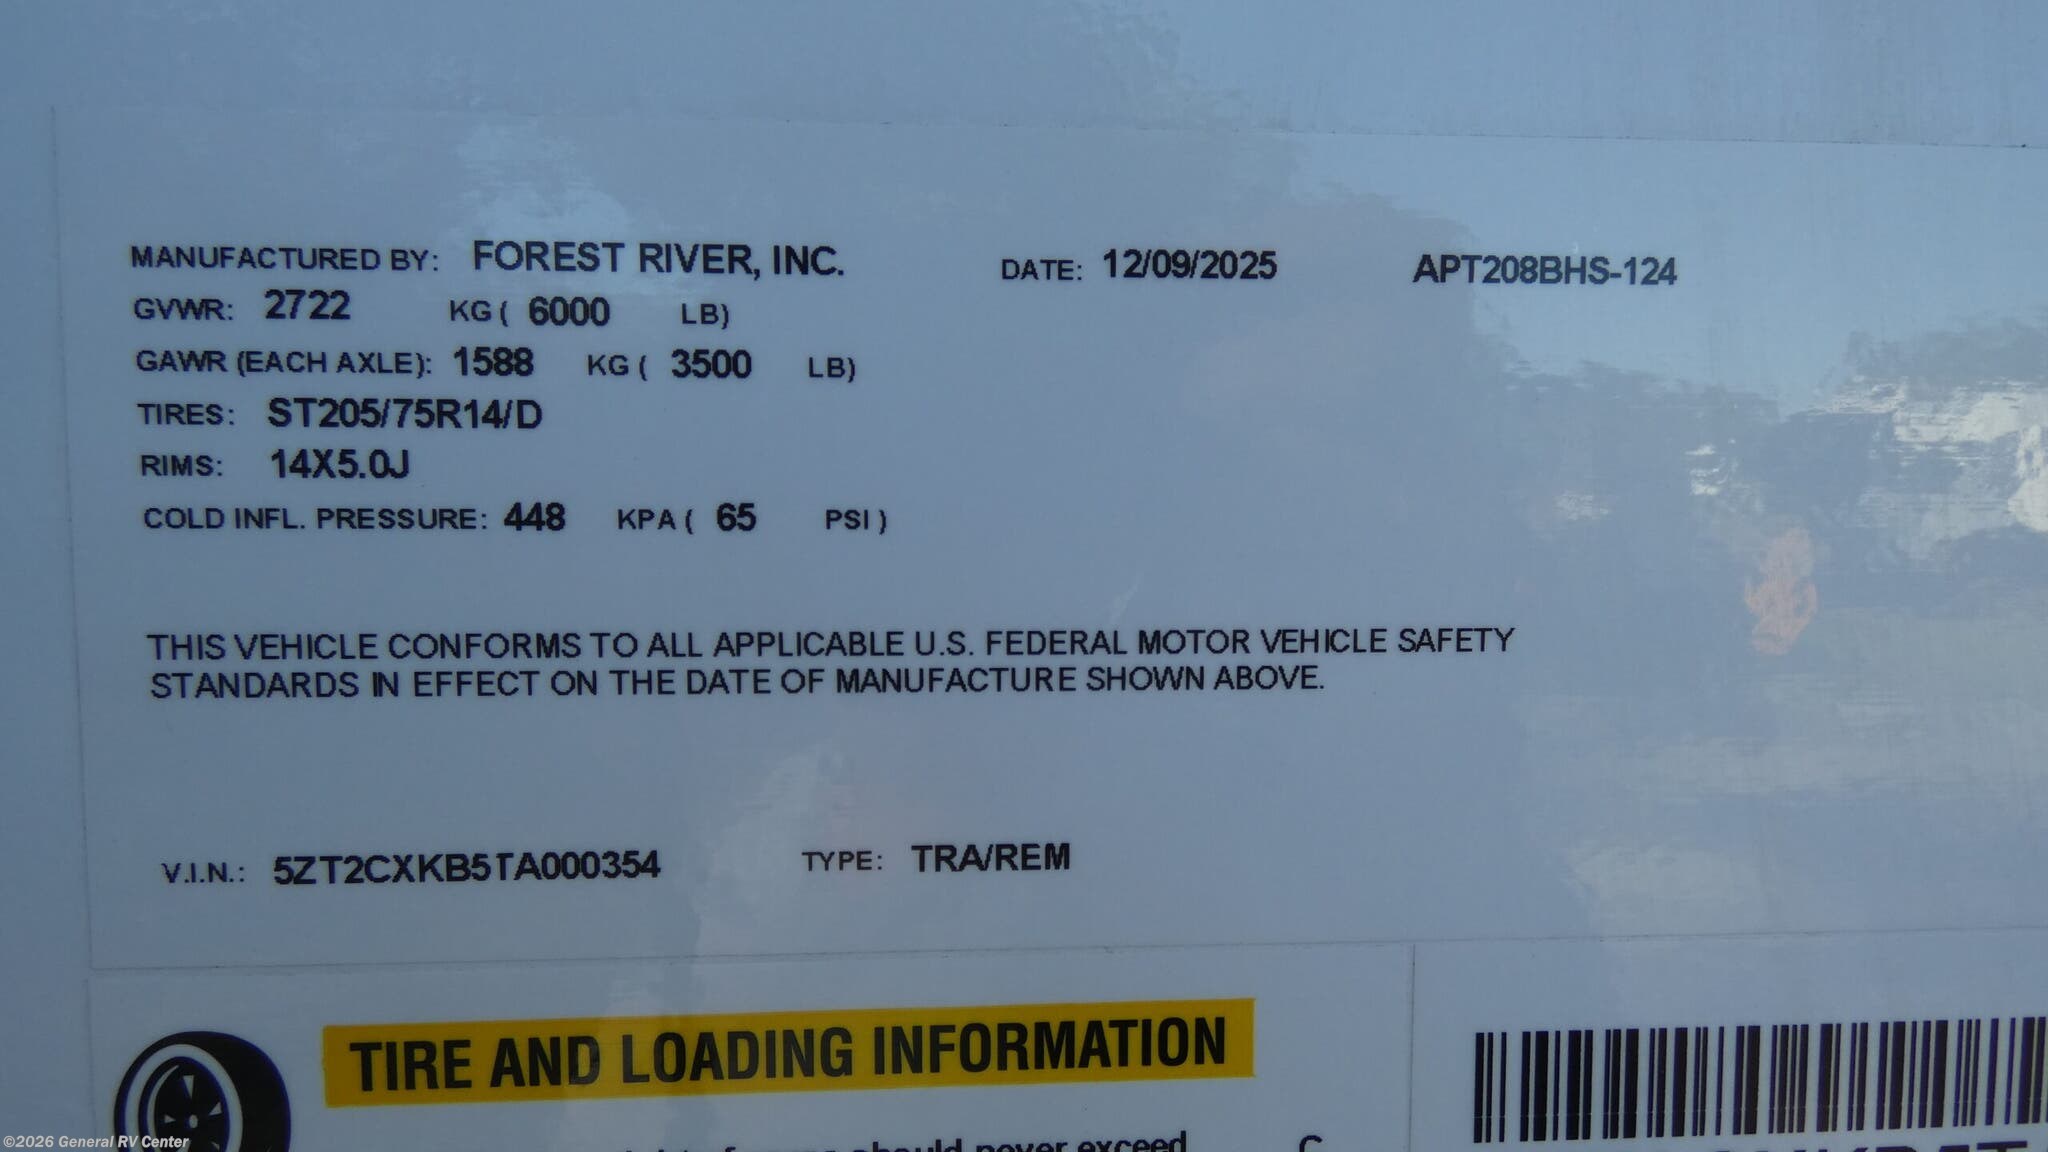 MANUFACTURED BY: FOREST RIVER, INC. DATE: 12/09/2025 APT208BHS-124
GVWR: 2722 KG ( 6000 LB)
GAWR (EACH AXLE): 1588 KG ( 3500 LB)
TIRES: ST205/75R14/D
RIMS: 14X5.0J
COLD INFL. PRESSURE: 448 KPA ( 65 PSI )
THIS VEHICLE CONFORMS TO ALL APPLICABLE U.S. FEDERAL MOTOR VEHICLE SAFETY
STANDARDS IN EFFECT ON THE DATE OF MANUFACTURE SHOWN ABOVE.
V.I.N.: 5ZT2CXKB5TA000354 TYPE: TRA/REM
TIRE AND LOADING INFORMATION
should never exceed
©2026 General RV Center